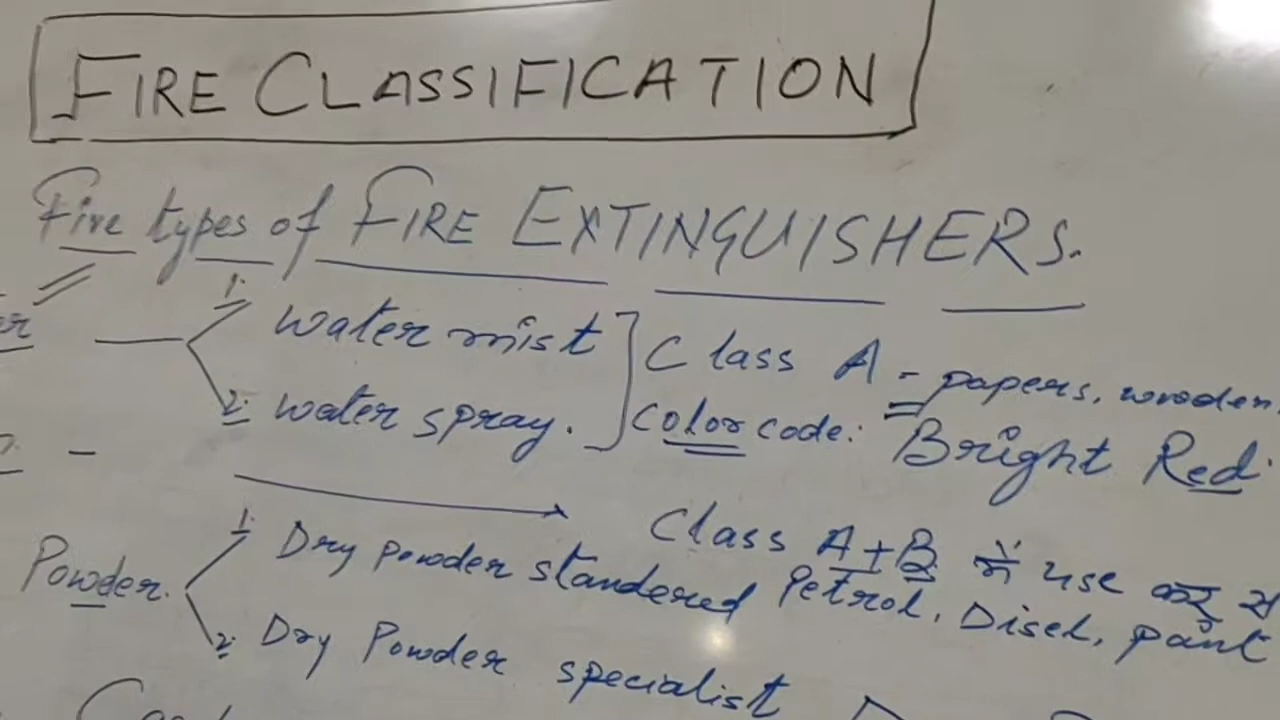 FIRE CLASSIFICATION
Five types of FIRE EXTINGUISHERS.
1. water mist
Class A - papers, wooden,
2. water spray.
Color code: Bright Red.
Class A+B में use
Powder.
1. Dry powder standered
Petrol, Disel, paint
2. Dry Powder specialist